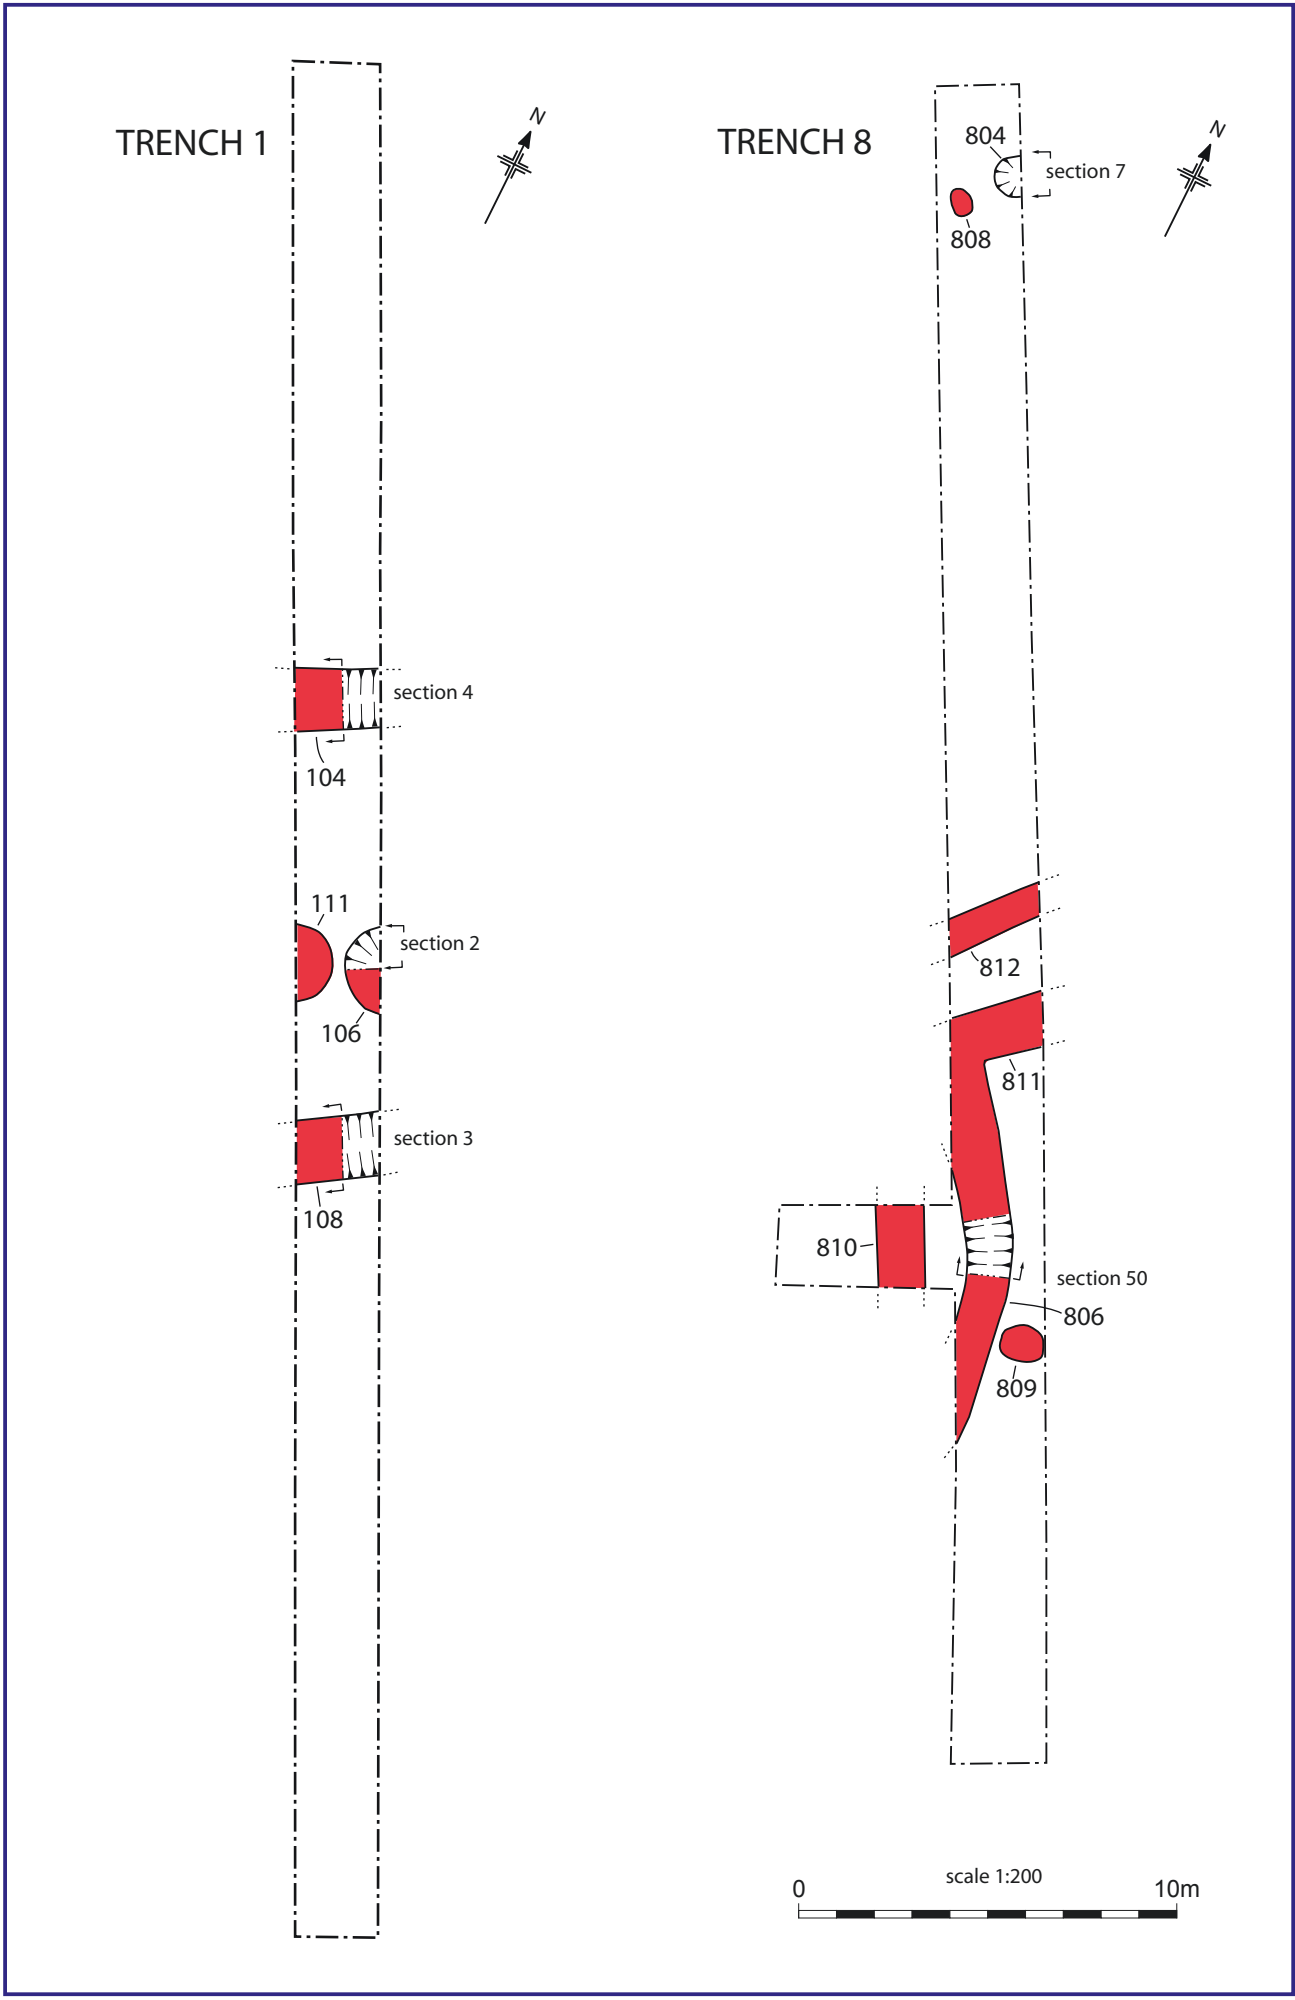 TRENCH 1
N
section 4
104
111
section 2
106
section 3
108
TRENCH 8
N
804
section 7
808
812
811
810
section 50
806
809
scale 1:200
0 10m